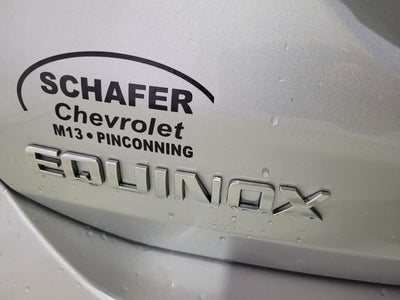 SCHAFER
Chevrolet
M13 • PINCONNING
EQUINOX